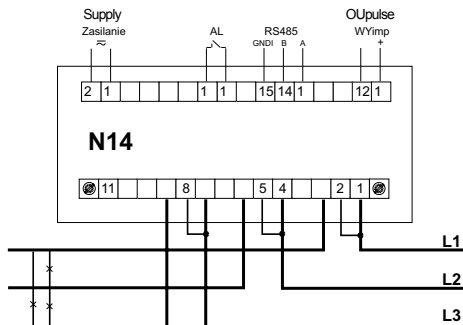 Supply AL RS485 OUpulse
Zasilanie GNDI B A WYimp
+
2 1 1 1 15 14 1 12 1
N14
11 8 5 4 2 1
L1
L2
L3